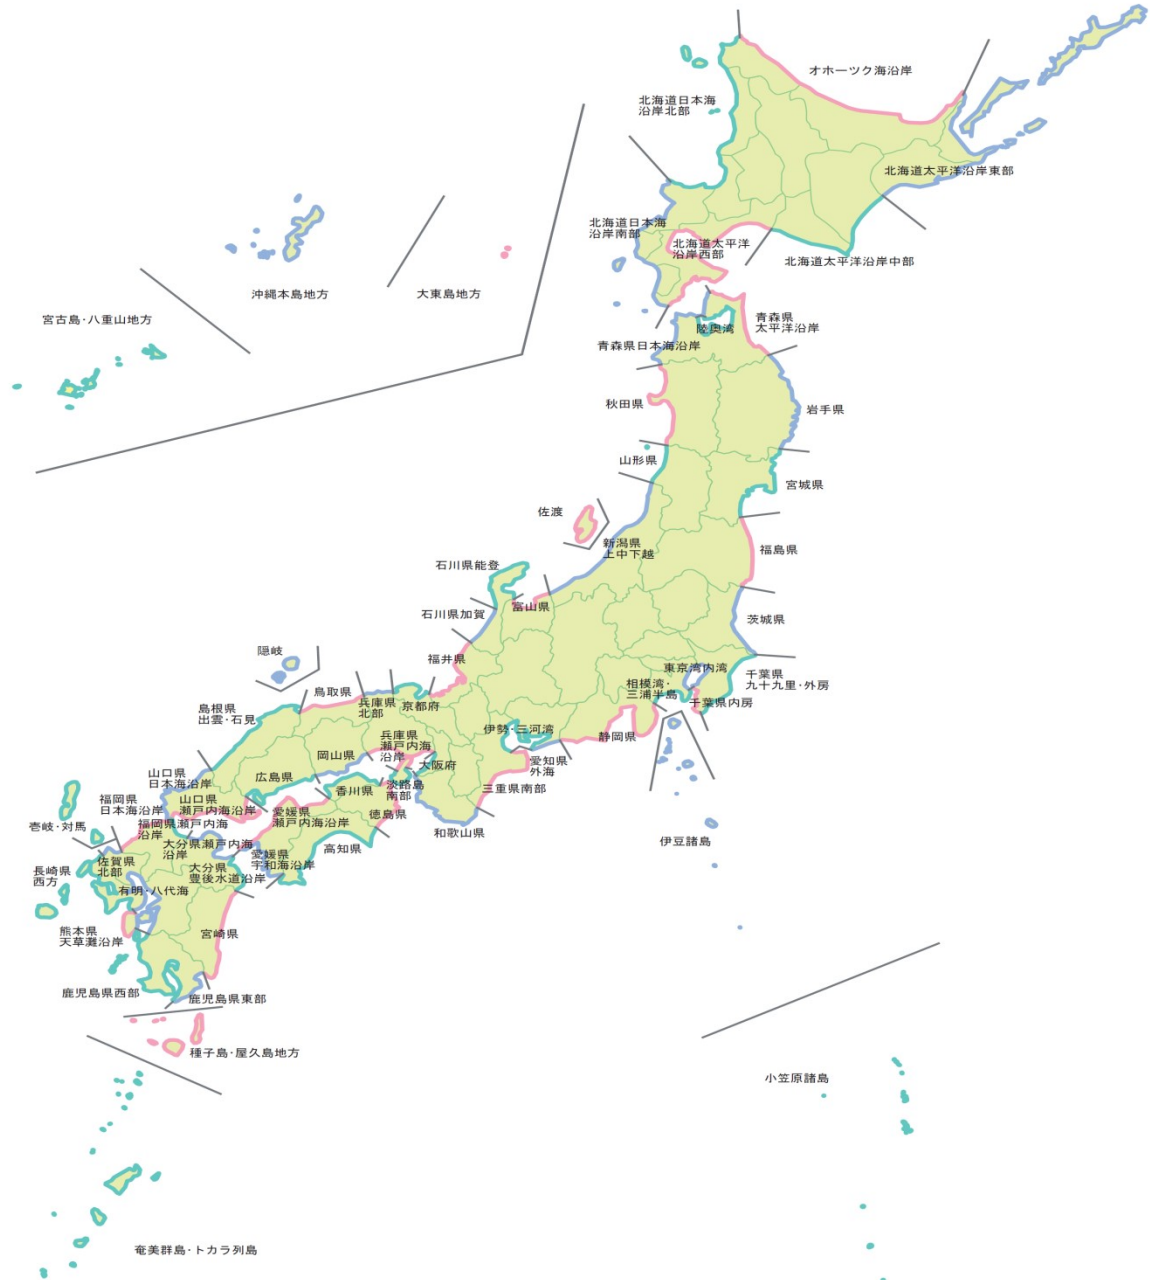 オホーツク海沿岸
北海道日本海
沿岸北部
北海道太平洋沿岸東部
北海道日本海
沿岸南部
北海道太平洋
沿岸西部
北海道太平洋沿岸中部
沖縄本島地方
大東島地方
宮古島・八重山地方
陸奥湾
青森県
太平洋沿岸
青森県日本海沿岸
秋田県
岩手県
山形県
宮城県
佐渡
新潟県
上中下越
福島県
石川県能登
富山県
石川県加賀
茨城県
隠岐
福井県
東京湾内湾
千葉県
九十九里・外房
相模湾・
三浦半島
千葉県内房
鳥取県
兵庫県
北部
京都府
島根県
出雲・石見
伊勢・三河湾
静岡県
兵庫県
瀬戸内海
沿岸
岡山県
大阪府
愛知県
外海
山口県
日本海沿岸
広島県
香川県
淡路島
南部
三重県南部
福岡県
日本海沿岸
山口県
瀬戸内海沿岸
愛媛県
瀬戸内海沿岸
徳島県
和歌山県
壱岐・対馬
福岡県瀬戸内海
沿岸
大分県瀬戸内海
沿岸
高知県
伊豆諸島
愛媛県
宇和海沿岸
佐賀県
北部
長崎県
西方
大分県
豊後水道沿岸
有明・八代海
熊本県
天草灘沿岸
宮崎県
鹿児島県西部
鹿児島県東部
種子島・屋久島地方
小笠原諸島
奄美群島・トカラ列島